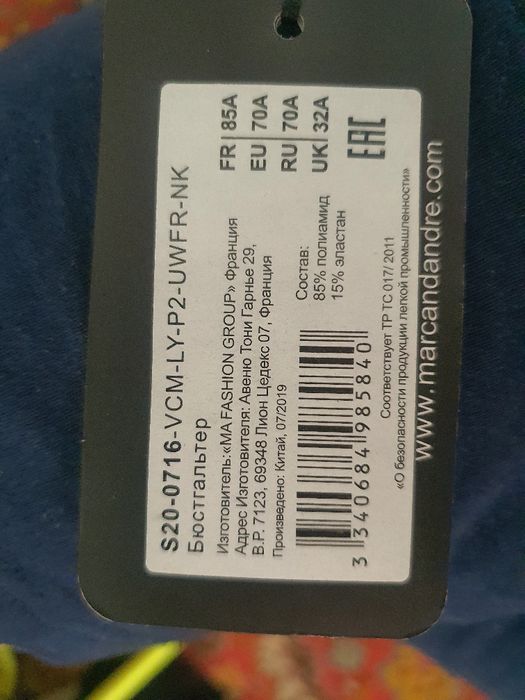 S20-0716-VCM-LY-P2-UWFR-NK
Бюстгальтер
Изготовитель:«MA FASHION GROUP» Франция
Адрес Изготовителя: Авеню Тони Гарнье 29,
B.P. 7123, 69348 Лион Цедекс 07, Франция
Произведено: Китай, 07/2019
FR 85A
EU 70A
RU 70A
UK 32A
EAC
Состав:
85% полиамид
15% эластан
3 340684 985840
Соответствует ТР ТС 017/ 2011
«О безопасности продукции легкой промышленности»
www.marcandandre.com